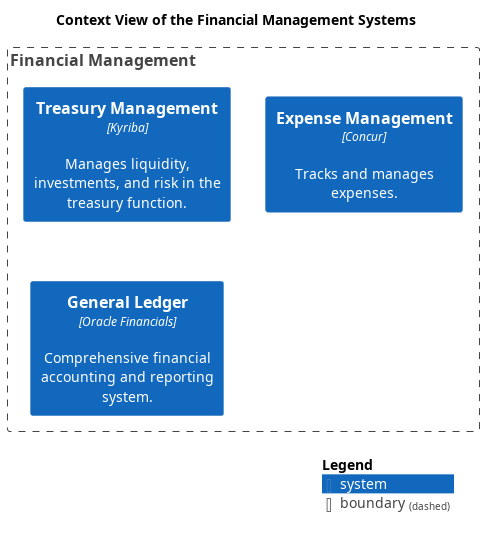 Context View of the Financial Management Systems
Financial Management
Treasury Management
[Kyriba]
Manages liquidity,
investments, and risk in the
treasury function.
Expense Management
[Concur]
Tracks and manages
expenses.
General Ledger
[Oracle Financials]
Comprehensive financial
accounting and reporting
system.
Legend
system
boundary (dashed)